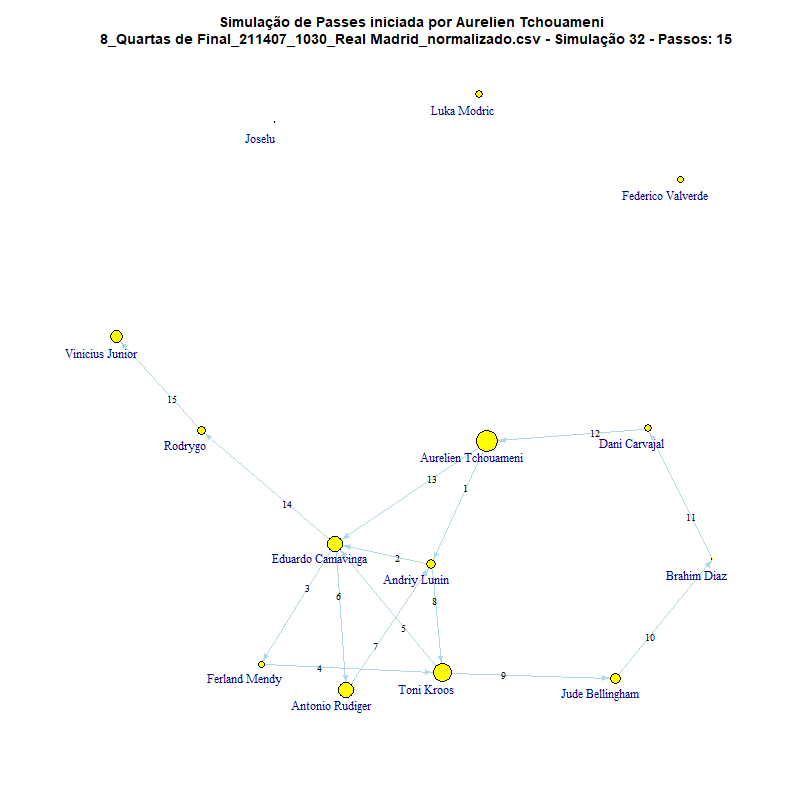 Simulação de Passes iniciada por Aurelien Tchouameni
8_Quartas de Final_211407_1030_Real Madrid_normalizado.csv - Simulação 32 - Passos: 15
Luka Modric
Joselu
Federico Valverde
Vinicius Junior
15
Rodrygo
12
Dani Carvajal
Aurelien Tchouameni
13
1
14
11
Eduardo Camavinga
2
Andriy Lunin
Brahim Diaz
3
6
8
5
7
10
4
9
Ferland Mendy
Toni Kroos
Jude Bellingham
Antonio Rudiger